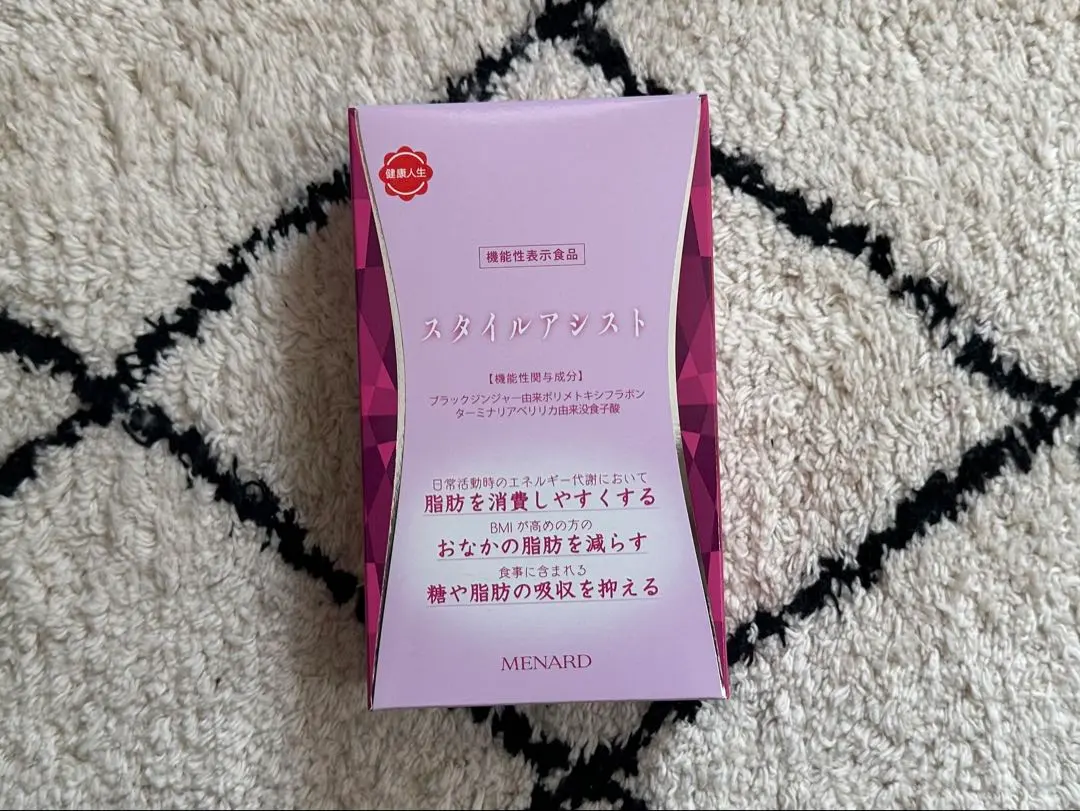 健康人生
機能性表示食品
スタイルアシスト
【機能性関与成分】
ブラックジンジャー由来ポリメトキシフラボン
ターミナリアベリリカ由来没食子酸
日常活動時のエネルギー代謝において
脂肪を消費しやすくする
BMIが高めの方の
おなかの脂肪を減らす
食事に含まれる
糖や脂肪の吸収を抑える
MENARD